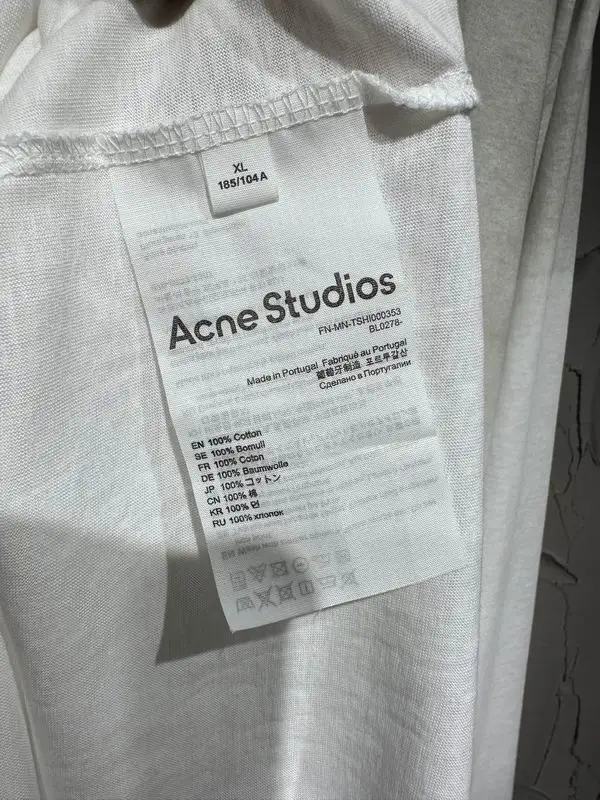 XL
185/104A
Acne Studios
FN-MN-TSHI000353
BL0278-
Made in Portugal Fabriqué au Portugal
葡萄牙制造 포르투갈산
Сделано в Португалии
EN 100% Cotton
SE 100% Bomull
FR 100% Coton
DE 100% Baumwolle
JP 100% コットン
CN 100% 棉
KR 100% 면
RU 100% хлопок